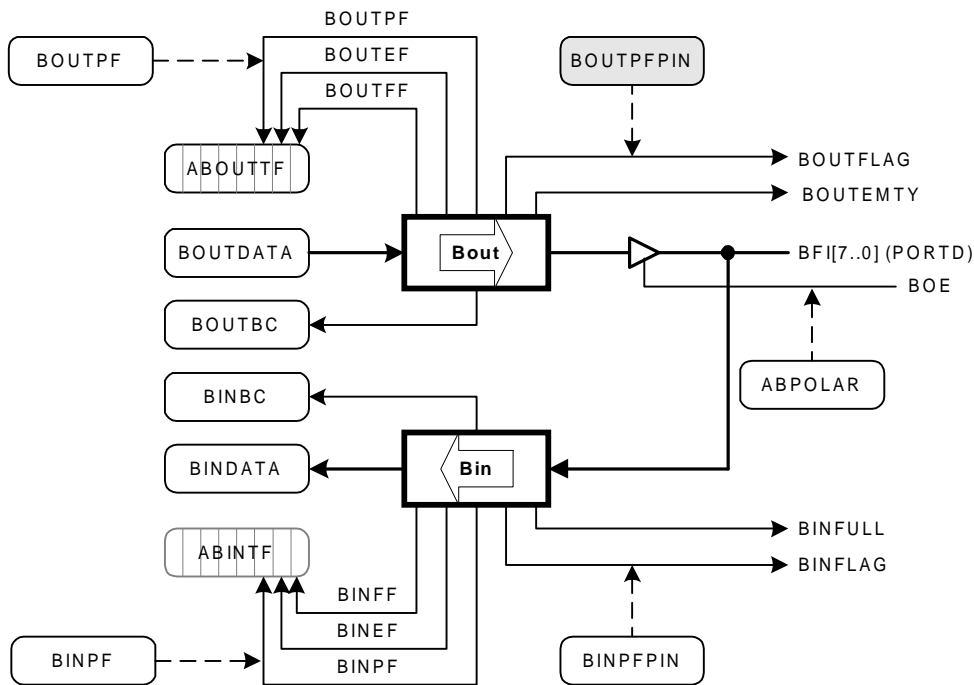 BOUTPF
BOUTPF
BOUTEF
BOUTFF
BOUTPFPIN
ABOUTTF
BOUTFLAG
BOUTEMTY
BOUTDATA
Bout
BFI[7..0] (PORTD)
BOE
BOUTBC
ABPOLAR
BINBC
BINDATA
Bin
BINFULL
ABINTF
BINFLAG
BINFF
BINEF
BINPF
BINPF
BINPFPIN